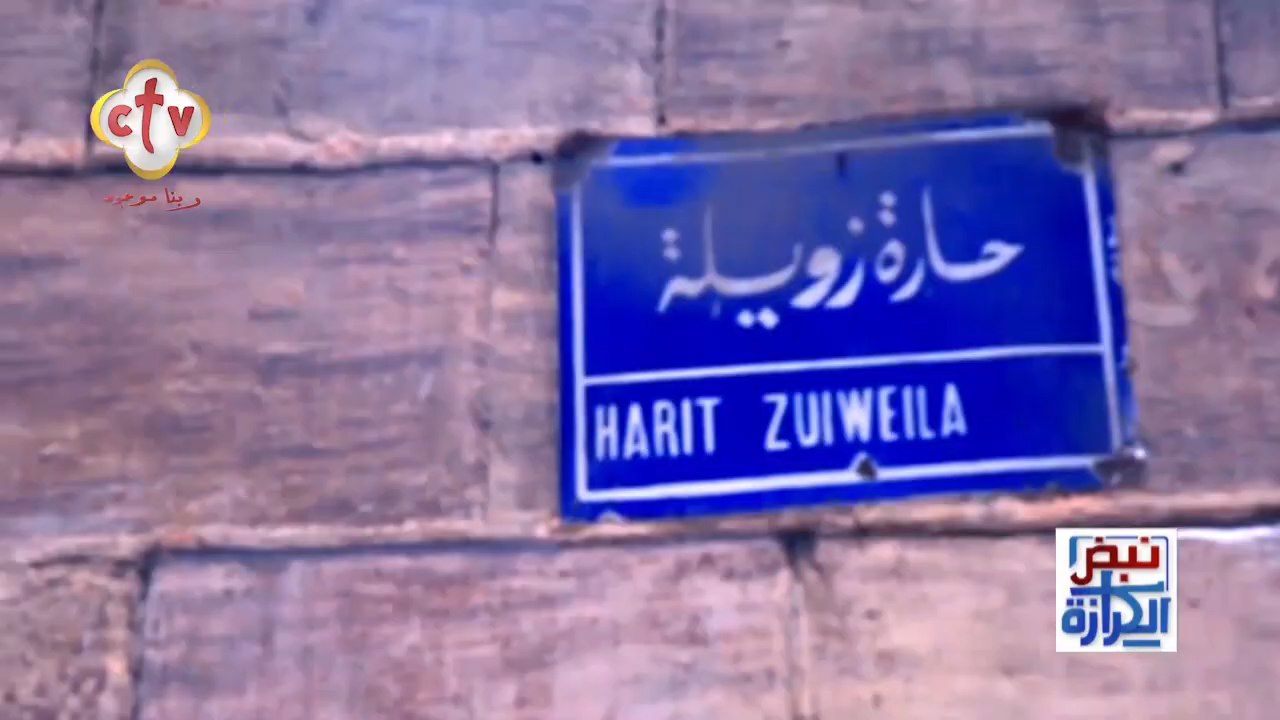 ctv
ربنا موجود
حارة زويلة
HARIT ZUIWEILA
نبض
الكرازة